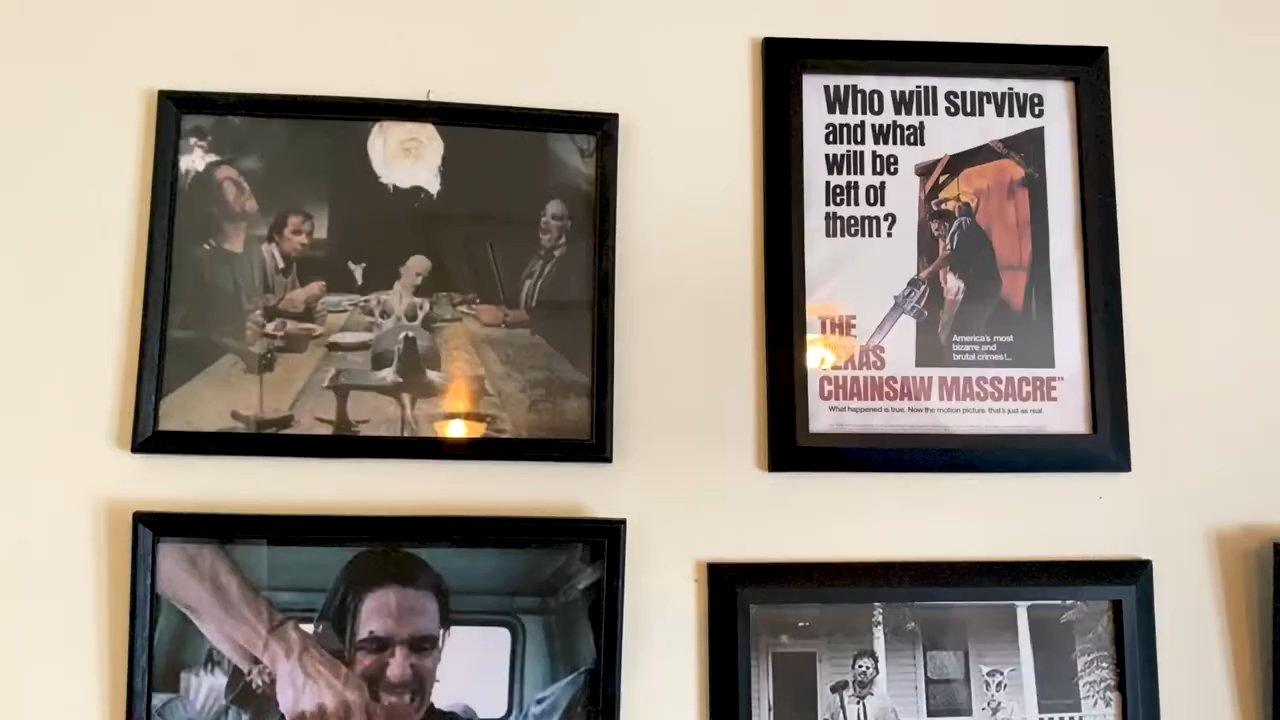 Who will survive
and what
will be
left of
them?
America's most
bizarre and
brutal crimes!...
THE
TEXAS
CHAINSAW MASSACRE"
What happened is true. Now the motion picture that's just as real.